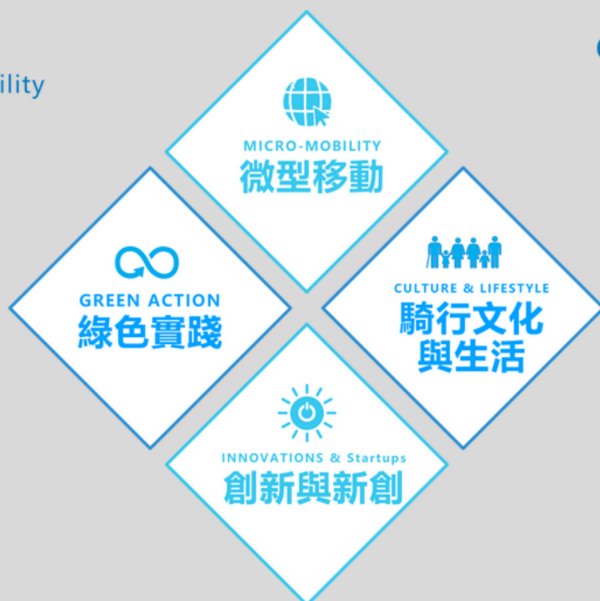 ility
MICRO-MOBILITY
微型移動
GREEN ACTION
綠色實踐
CULTURE & LIFESTYLE
騎行文化
與生活
INNOVATIONS & Startups
創新與新創